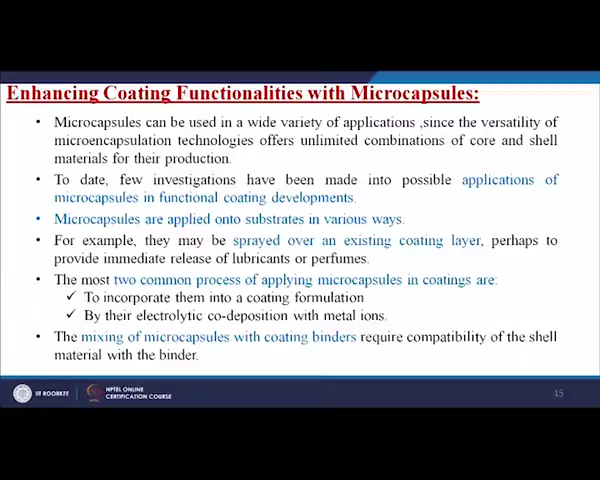 Enhancing Coating Functionalities with Microcapsules:
• Microcapsules can be used in a wide variety of applications ,since the versatility of
microencapsulation technologies offers unlimited combinations of core and shell
materials for their production.
• To date, few investigations have been made into possible applications of
microcapsules in functional coating developments.
• Microcapsules are applied onto substrates in various ways.
• For example, they may be sprayed over an existing coating layer, perhaps to
provide immediate release of lubricants or perfumes.
• The most two common process of applying microcapsules in coatings are:
✓ To incorporate them into a coating formulation
✓ By their electrolytic co-deposition with metal ions.
• The mixing of microcapsules with coating binders require compatibility of the shell
material with the binder.
IIT ROORKEE
NPTEL ONLINE
CERTIFICATION COURSE
15